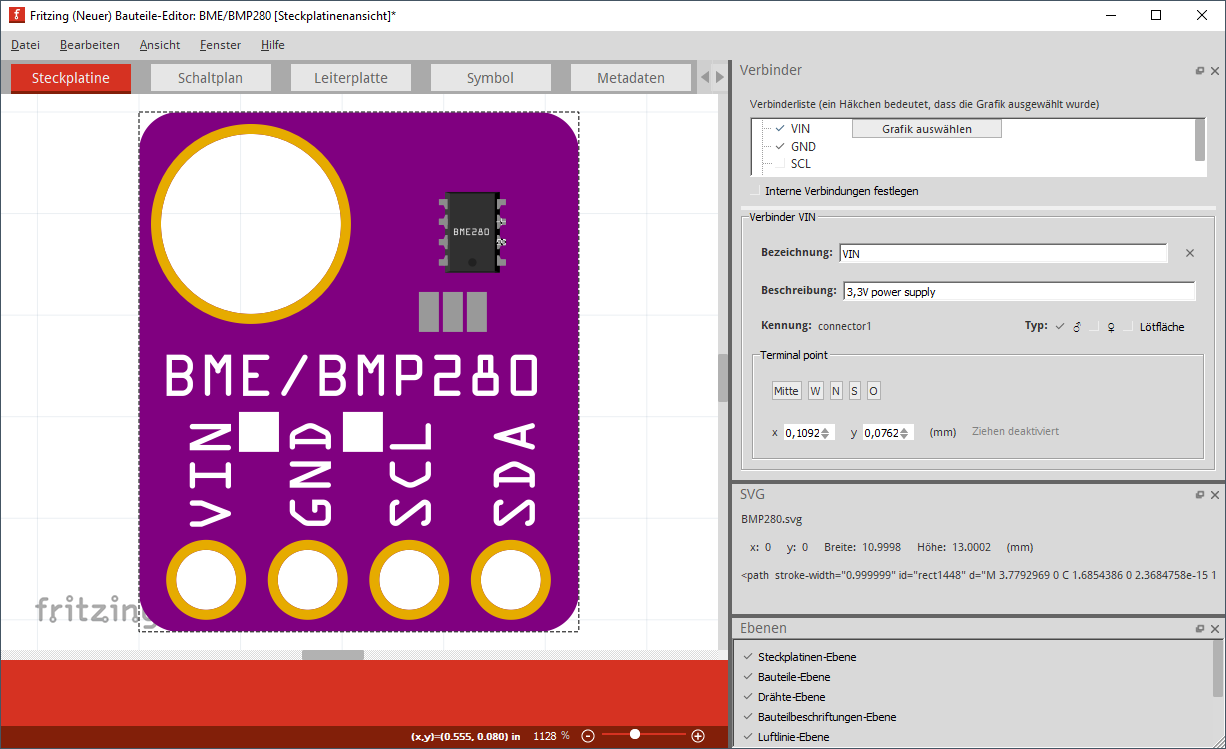 Fritzing (Neuer) Bauteile-Editor: BME/BMP280 [Steckplatinenansicht]*
Datei Bearbeiten Ansicht Fenster Hilfe
Steckplatine Schaltplan Leiterplatte Symbol Metadaten
BME280
BME/BMP280
VIN GND SCL SDA
fritzing
(x,y)=(0.555, 0.080) in 1128 %
Verbinder
Verbinderliste (ein Häkchen bedeutet, dass die Grafik ausgewählt wurde)
VIN Grafik auswählen
GND
SCL
Interne Verbindungen festlegen
Verbinder VIN
Bezeichnung: VIN
Beschreibung: 3,3V power supply
Kennung: connector1 Typ: ♂ ♀ Lötfläche
Terminal point
Mitte W N S O
x 0,1092 y 0,0762 (mm) Ziehen deaktiviert
SVG
BMP280.svg
x: 0 y: 0 Breite: 10.9998 Höhe: 13.0002 (mm)
<path stroke-width="0.999999" id="rect1448" d="M 3.7792969 0 C 1.6854386 0 2.3684758e-15 1
Ebenen
Steckplatinen-Ebene
Bauteile-Ebene
Drähte-Ebene
Bauteilbeschriftungen-Ebene
Luftlinie-Ebene